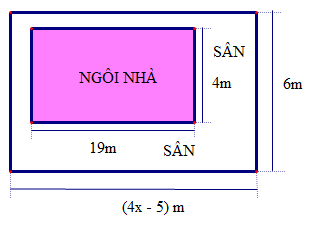 SÂN
NGÔI NHÀ
4m
6m
19m
SÂN
(4x - 5) m